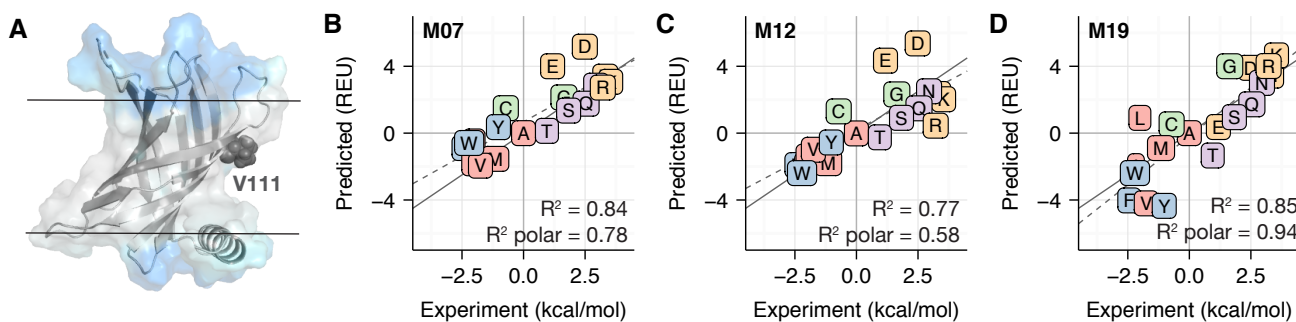 A
V111
B
M07
Predicted (REU)
4
0
−4
D
E
C
G
R
Q
S
T
Y
A
W
M
V
R² = 0.84
R² polar = 0.78
−2.5 0.0 2.5
Experiment (kcal/mol)
C
M12
Predicted (REU)
4
0
−4
D
E
G
N
K
C
Q
S
R
Y
A
T
V
M
W
R² = 0.77
R² polar = 0.58
−2.5 0.0 2.5
Experiment (kcal/mol)
D
M19
Predicted (REU)
4
0
−4
K
G
D
R
N
Q
L
C
S
E
A
M
T
W
F
V
Y
R² = 0.85
R² polar = 0.94
−2.5 0.0 2.5
Experiment (kcal/mol)